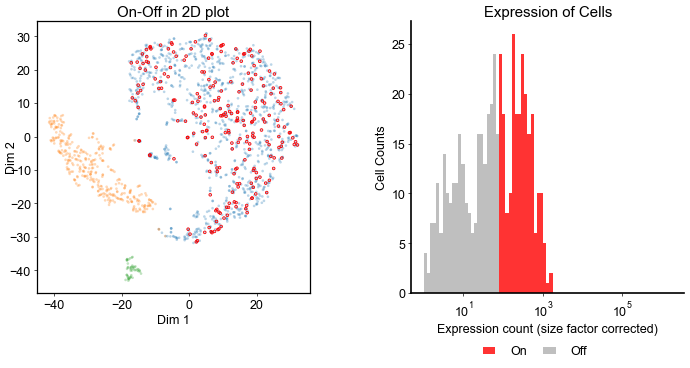 On-Off in 2D plot
30
20
10
0
−10
−20
−30
−40
Dim 2
−40
−20
0
20
Dim 1
Expression of Cells
25
20
15
10
5
0
Cell Counts
10^1
10^3
10^5
Expression count (size factor corrected)
On
Off